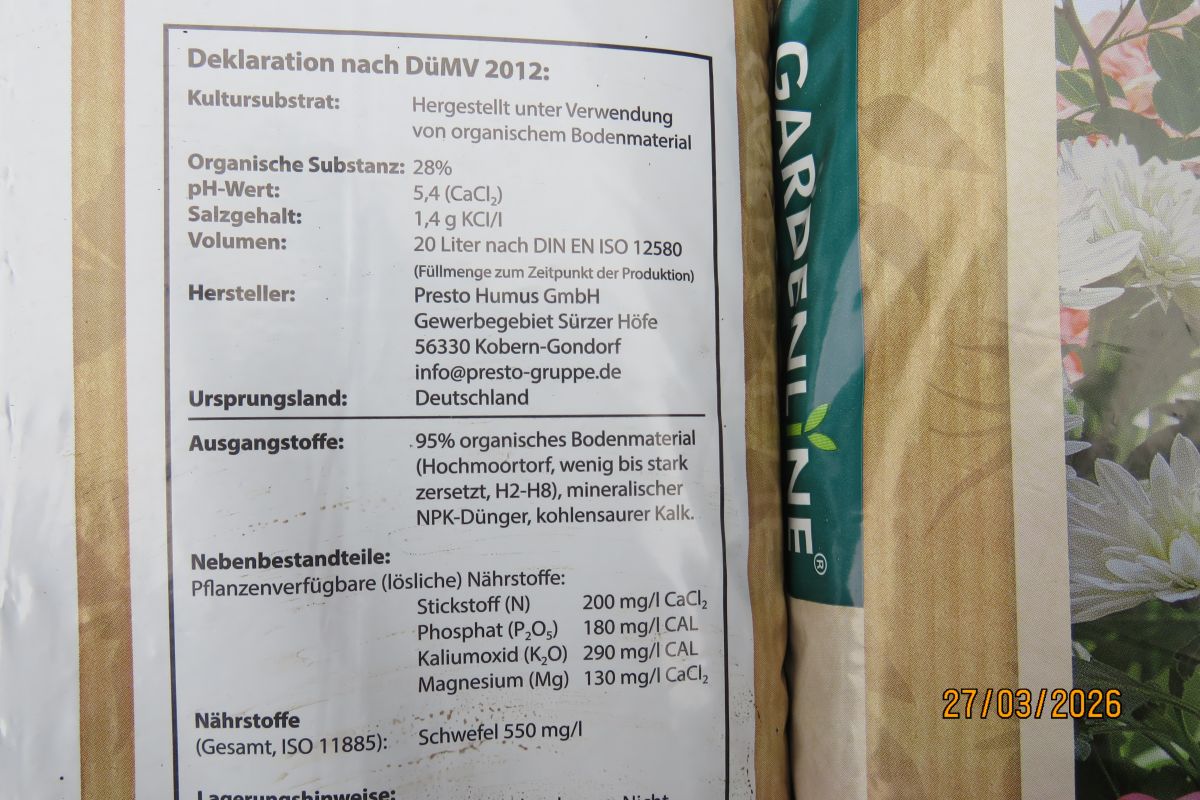 Deklaration nach DüMV 2012:
Kultursubstrat: Hergestellt unter Verwendung
von organischem Bodenmaterial
Organische Substanz: 28%
pH-Wert: 5,4 (CaCl₂)
Salzgehalt: 1,4 g KCl/l
Volumen: 20 Liter nach DIN EN ISO 12580
(Füllmenge zum Zeitpunkt der Produktion)
Hersteller: Presto Humus GmbH
Gewerbegebiet Sürzer Höfe
56330 Kobern-Gondorf
info@presto-gruppe.de
Ursprungsland: Deutschland
Ausgangstoffe: 95% organisches Bodenmaterial
(Hochmoortorf, wenig bis stark
zersetzt, H2-H8), mineralischer
NPK-Dünger, kohlensaurer Kalk.
Nebenbestandteile:
Pflanzenverfügbare (lösliche) Nährstoffe:
Stickstoff (N) 200 mg/l CaCl₂
Phosphat (P₂O₅) 180 mg/l CAL
Kaliumoxid (K₂O) 290 mg/l CAL
Magnesium (Mg) 130 mg/l CaCl₂
Nährstoffe
(Gesamt, ISO 11885): Schwefel 550 mg/l
Lagerungshinweise: Nicht
GARDENLINE®
27/03/2026